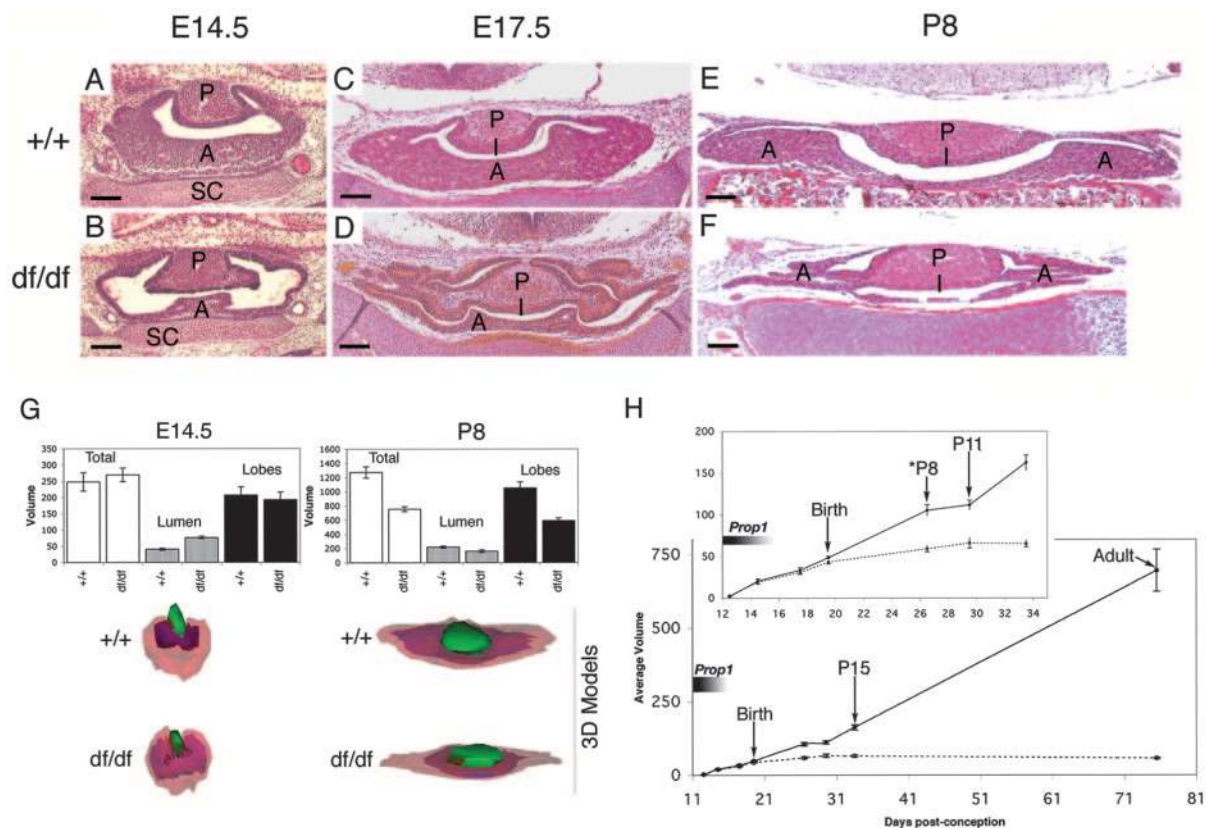 E14.5 E17.5 P8
+/+
A P A SC
C P I A
E P A I A
df/df
B P A SC
D P I A
F P A I A
G
E14.5
350
300
250
200
150
100
50
0
Volume
Total
Lumen
Lobes
+/+ df/df +/+ df/df +/+ df/df
P8
1600
1400
1200
1000
800
600
400
200
0
Volume
Total
Lumen
Lobes
+/+ df/df +/+ df/df +/+ df/df
+/+ +/+
df/df df/df
3D Models
H
200
150
100
50
0
Prop1
Birth
*P8
P11
12 14 16 18 20 22 24 26 28 30 32 34
750
500
250
0
Average Volume
Prop1
Birth
P15
Adult
11 21 31 41 51 61 71 81
Days post-conception